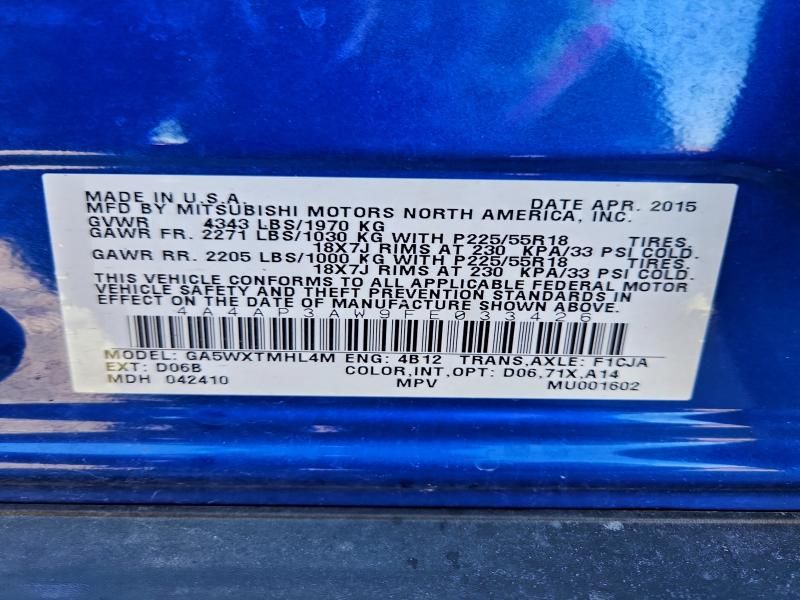 MADE IN U.S.A. DATE APR. 2015
MFD BY MITSUBISHI MOTORS NORTH AMERICA, INC.
GVWR 4343 LBS/1970 KG
GAWR FR. 2271 LBS/1030 KG WITH P225/55R18 TIRES,
18X7J RIMS AT 230 KPA/33 PSI COLD.
GAWR RR. 2205 LBS/1000 KG WITH P225/55R18 TIRES,
18X7J RIMS AT 230 KPA/33 PSI COLD.
THIS VEHICLE CONFORMS TO ALL APPLICABLE FEDERAL MOTOR
VEHICLE SAFETY AND THEFT PREVENTION STANDARDS IN
EFFECT ON THE DATE OF MANUFACTURE SHOWN ABOVE.
4A4AP3AW9FE033426
MODEL: GA5WXTMHL4M ENG: 4B12 TRANS,AXLE: F1CJA
EXT: D06B COLOR,INT,OPT: D06,71X,A14
MDH 042410 MPV MU001602